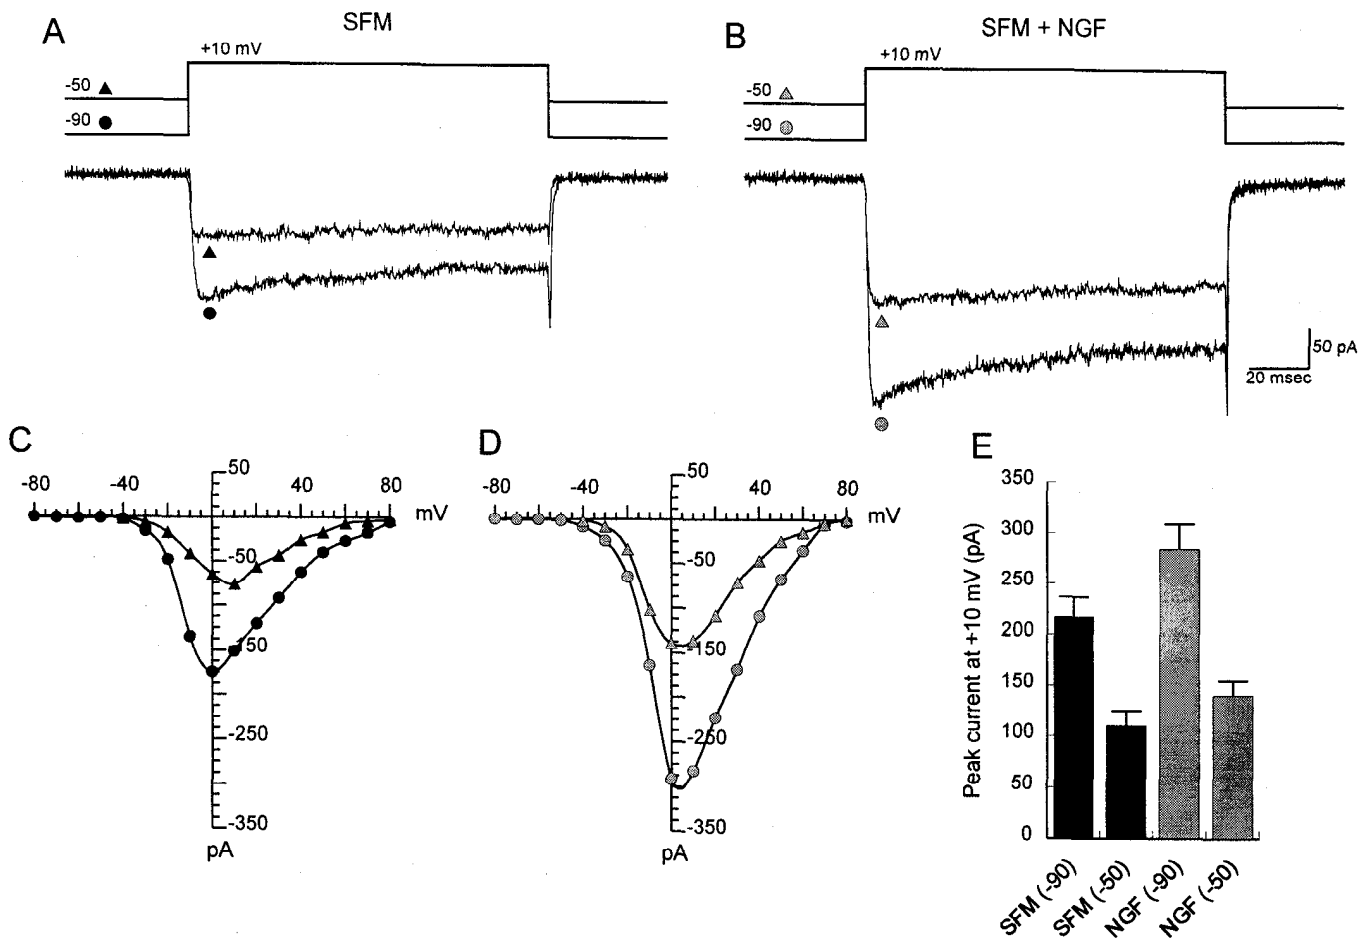 A
SFM
+10 mV
-50
-90
B
SFM + NGF
+10 mV
-50
-90
50 pA
20 msec
C
50
-80
-40
40
80
mV
-50
-150
-250
-350
pA
D
50
-80
-40
40
80
mV
-50
-150
-250
-350
pA
E
350
300
250
200
150
100
50
0
Peak current at +10 mV (pA)
SFM (-90)
SFM (-50)
NGF (-90)
NGF (-50)